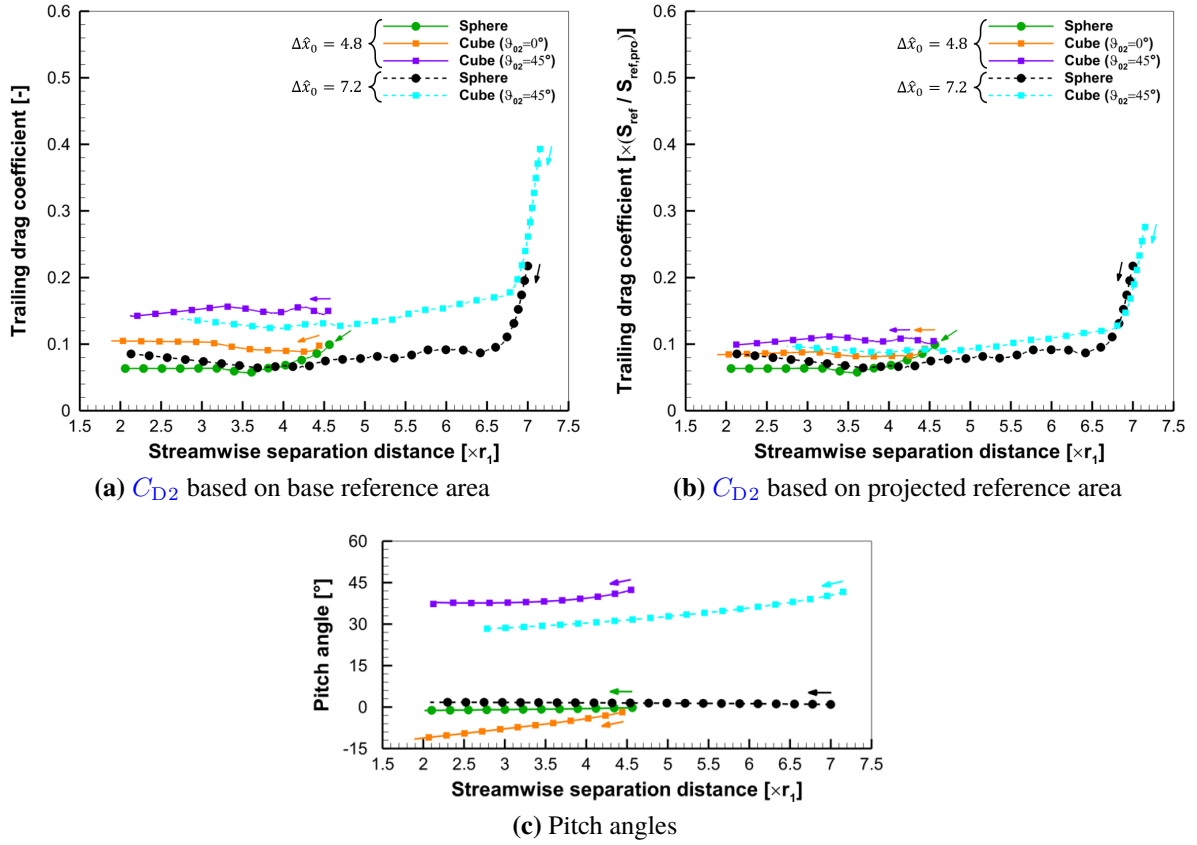 0.6
0.5
0.4
0.3
0.2
0.1
0
1.5 2 2.5 3 3.5 4 4.5 5 5.5 6 6.5 7 7.5
Trailing drag coefficient [-]
Streamwise separation distance [×r₁]
Δx̂₀ = 4.8
Sphere
Cube (ϑ₀₂=0°)
Cube (ϑ₀₂=45°)
Δx̂₀ = 7.2
Sphere
Cube (ϑ₀₂=45°)
(a) C_D2 based on base reference area
0.6
0.5
0.4
0.3
0.2
0.1
0
1.5 2 2.5 3 3.5 4 4.5 5 5.5 6 6.5 7 7.5
Trailing drag coefficient [×(S_ref / S_ref,pro)]
Streamwise separation distance [×r₁]
Δx̂₀ = 4.8
Sphere
Cube (ϑ₀₂=0°)
Cube (ϑ₀₂=45°)
Δx̂₀ = 7.2
Sphere
Cube (ϑ₀₂=45°)
(b) C_D2 based on projected reference area
60
45
30
15
0
-15
1.5 2 2.5 3 3.5 4 4.5 5 5.5 6 6.5 7 7.5
Pitch angle [°]
Streamwise separation distance [×r₁]
(c) Pitch angles